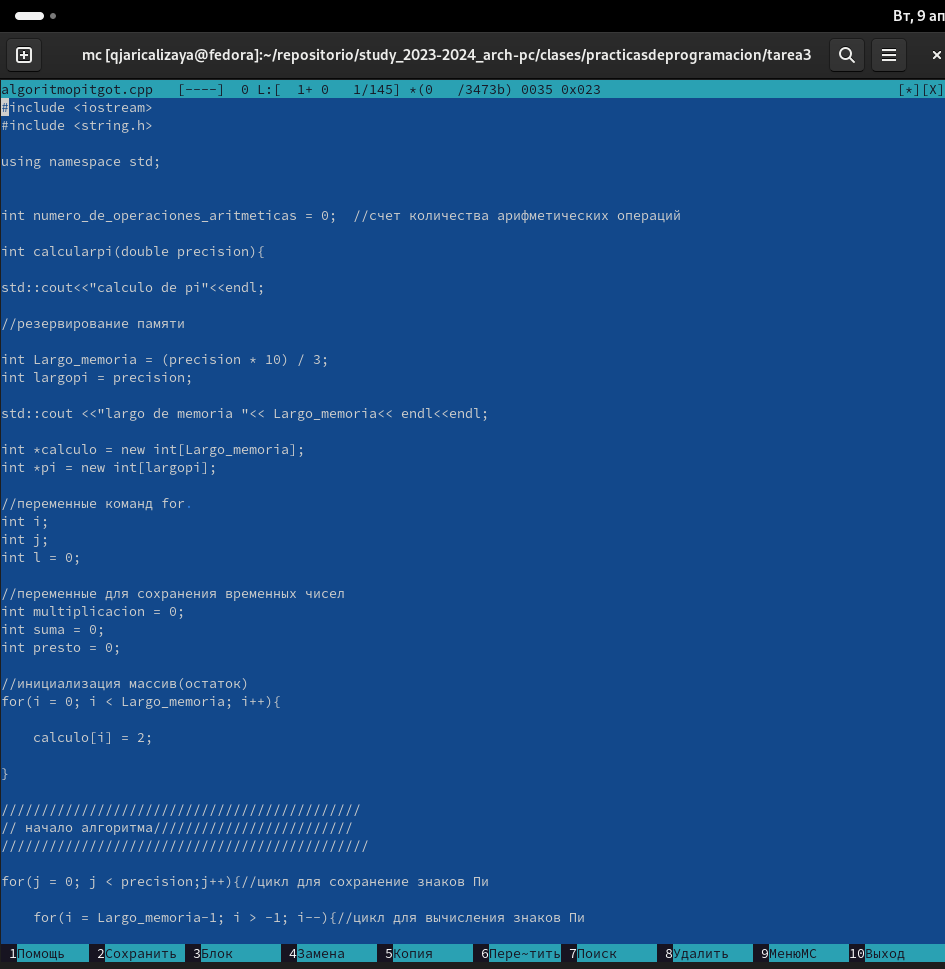 Вт, 9 ап
mc [qjaricalizaya@fedora]:~/repositorio/study_2023-2024_arch-pc/clases/practicasdeprogramacion/tarea3
algoritmopitgot.cpp   [----]  0 L:[  1+ 0   1/145] *(0   /3473b) 0035 0x023   [*][X]
#include <iostream>
#include <string.h>
using namespace std;
int numero_de_operaciones_aritmeticas = 0;  //счет количества арифметических операций
int calcularpi(double precision){
std::cout<<"calculo de pi"<<endl;
//резервирование памяти
int Largo_memoria = (precision * 10) / 3;
int largopi = precision;
std::cout <<"largo de memoria "<< Largo_memoria<< endl<<endl;
int *calculo = new int[Largo_memoria];
int *pi = new int[largopi];
//переменные команд for.
int i;
int j;
int l = 0;
//переменные для сохранения временных чисел
int multiplicacion = 0;
int suma = 0;
int presto = 0;
//инициализация массив(остаток)
for(i = 0; i < Largo_memoria; i++){
    calculo[i] = 2;
}
/////////////////////////////////////////////
// начало алгоритма/////////////////////////
//////////////////////////////////////////////
for(j = 0; j < precision;j++){//цикл для сохранение знаков Пи
    for(i = Largo_memoria-1; i > -1; i--){//цикл для вычисления знаков Пи
1Помощь 2Сохранить 3Блок 4Замена 5Копия 6Пере~тить 7Поиск 8Удалить 9МенюМС 10Выход